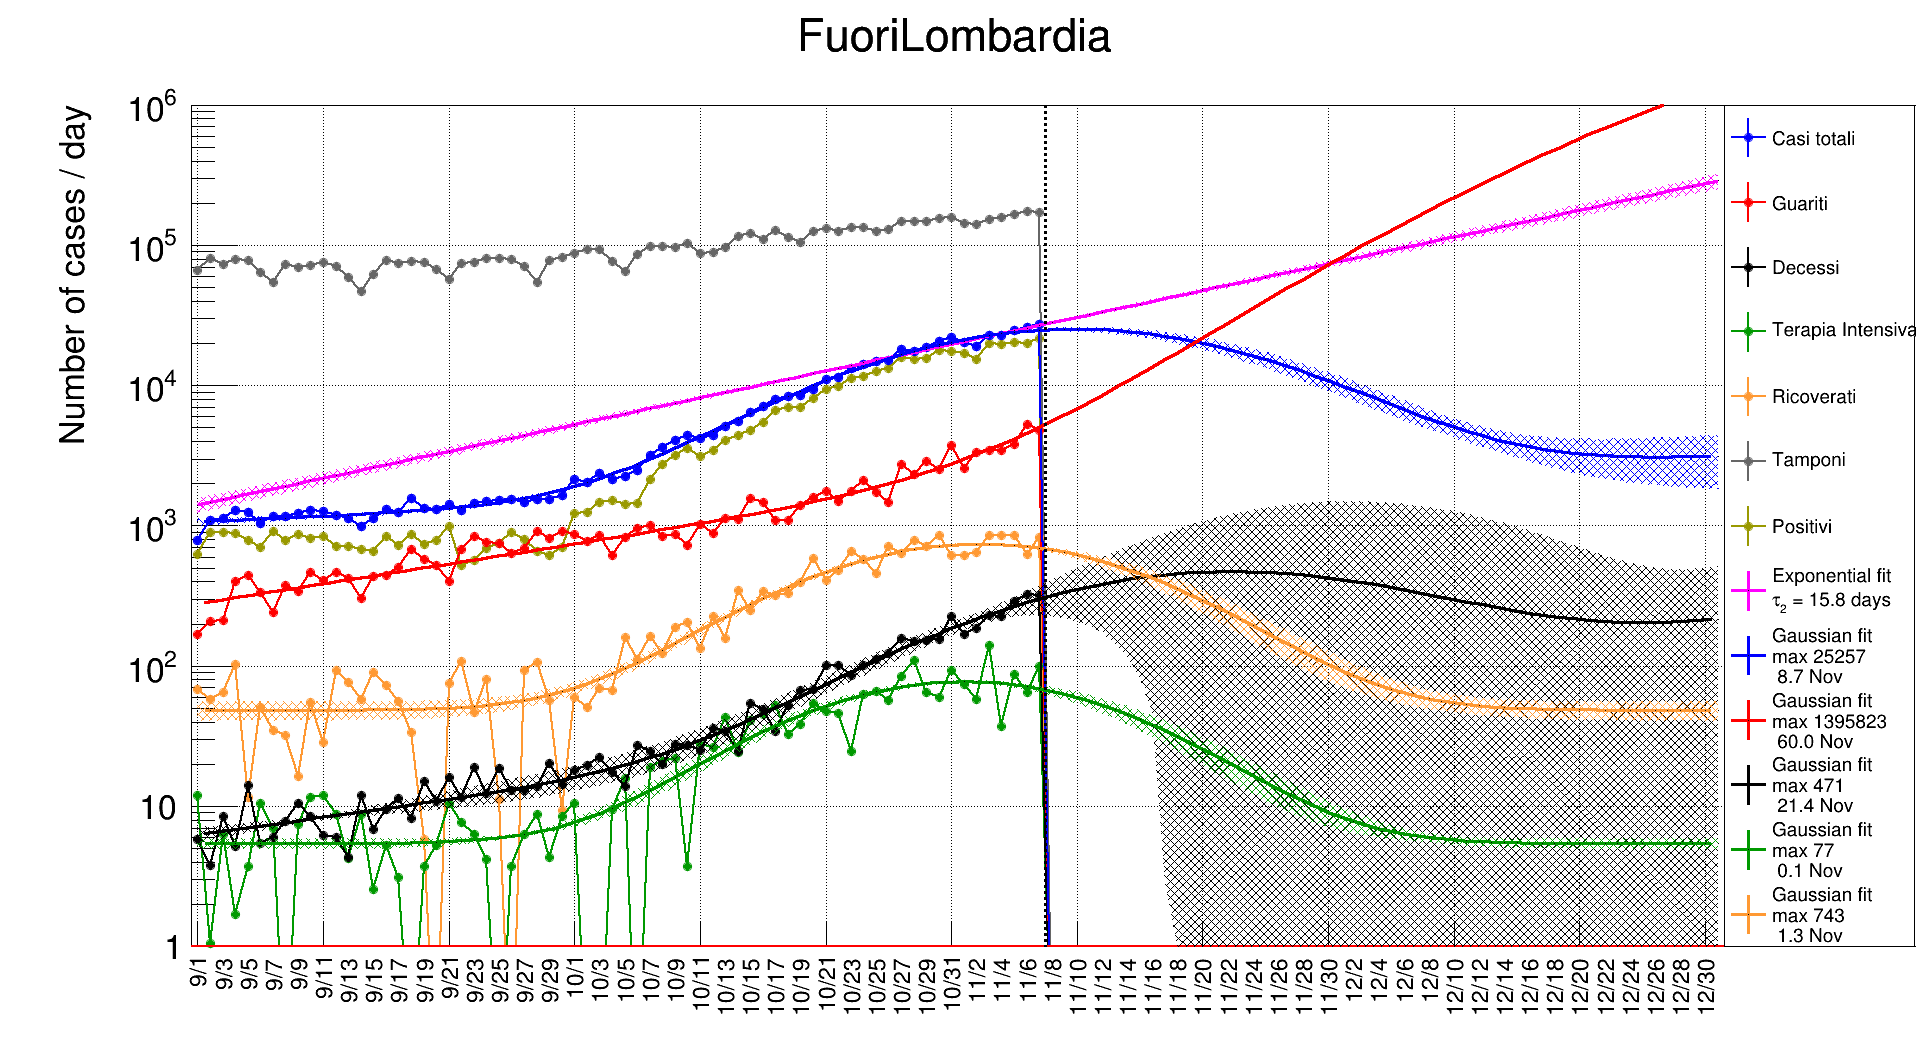 FuoriLombardia
Number of cases / day
10^6
10^5
10^4
10^3
10^2
10
1
9/1 9/3 9/5 9/7 9/9 9/11 9/13 9/15 9/17 9/19 9/21 9/23 9/25 9/27 9/29 10/1 10/3 10/5 10/7 10/9 10/11 10/13 10/15 10/17 10/19 10/21 10/23 10/25 10/27 10/29 10/31 11/2 11/4 11/6 11/8 11/10 11/12 11/14 11/16 11/18 11/20 11/22 11/24 11/26 11/28 11/30 12/2 12/4 12/6 12/8 12/10 12/12 12/14 12/16 12/18 12/20 12/22 12/24 12/26 12/28 12/30
Casi totali
Guariti
Decessi
Terapia Intensiva
Ricoverati
Tamponi
Positivi
Exponential fit
τ2 = 15.8 days
Gaussian fit
max 25257
8.7 Nov
Gaussian fit
max 1395823
60.0 Nov
Gaussian fit
max 471
21.4 Nov
Gaussian fit
max 77
0.1 Nov
Gaussian fit
max 743
1.3 Nov